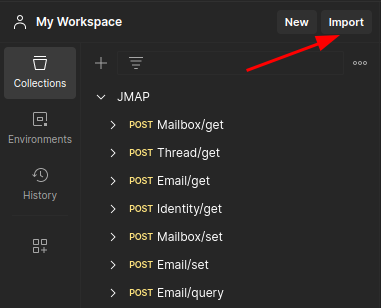 My Workspace
New
Import
Collections
Environments
History
JMAP
POST Mailbox/get
POST Thread/get
POST Email/get
POST Identity/get
POST Mailbox/set
POST Email/set
POST Email/query